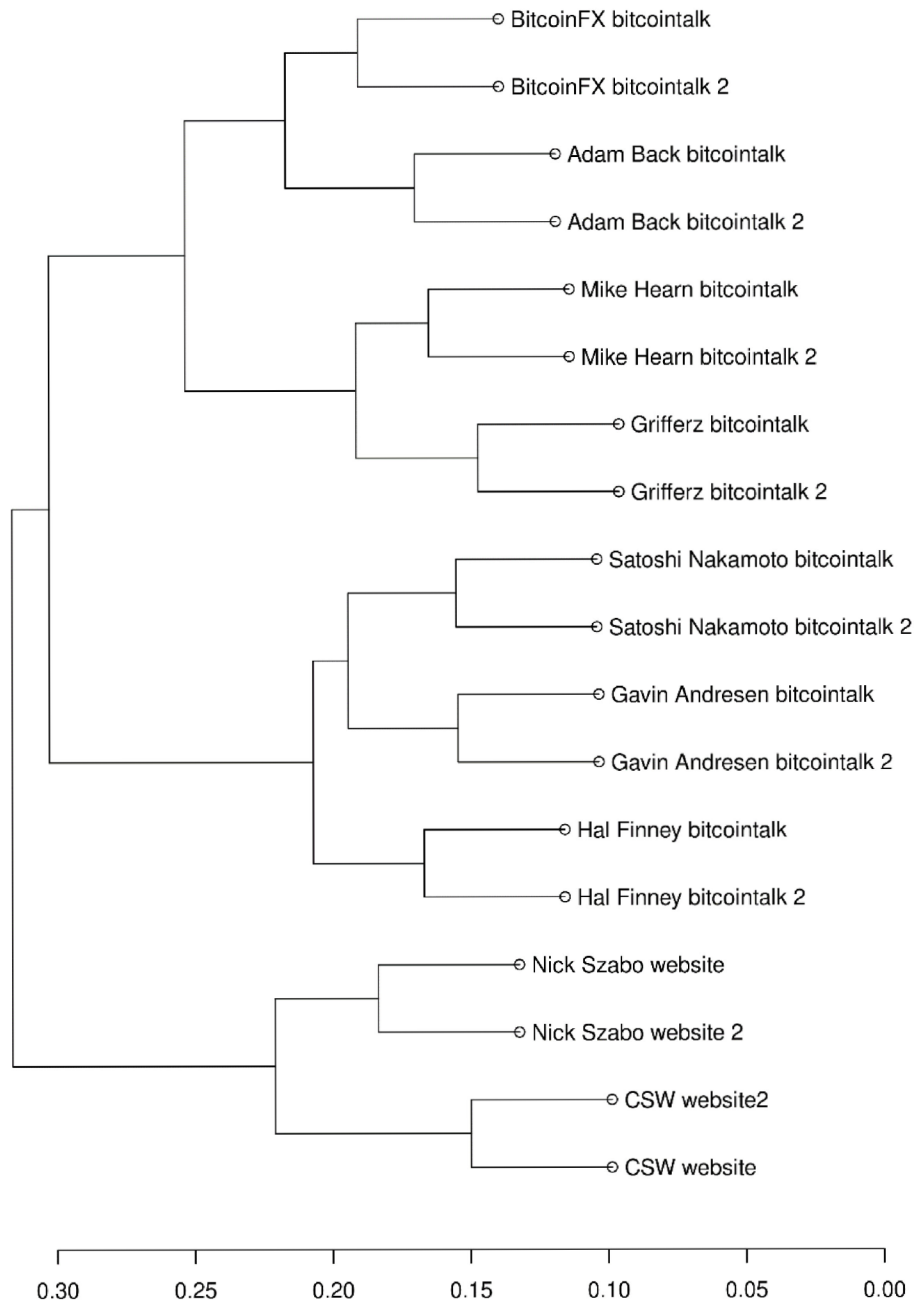 BitcoinFX bitcointalk
BitcoinFX bitcointalk 2
Adam Back bitcointalk
Adam Back bitcointalk 2
Mike Hearn bitcointalk
Mike Hearn bitcointalk 2
Grifferz bitcointalk
Grifferz bitcointalk 2
Satoshi Nakamoto bitcointalk
Satoshi Nakamoto bitcointalk 2
Gavin Andresen bitcointalk
Gavin Andresen bitcointalk 2
Hal Finney bitcointalk
Hal Finney bitcointalk 2
Nick Szabo website
Nick Szabo website 2
CSW website2
CSW website
0.30 0.25 0.20 0.15 0.10 0.05 0.00